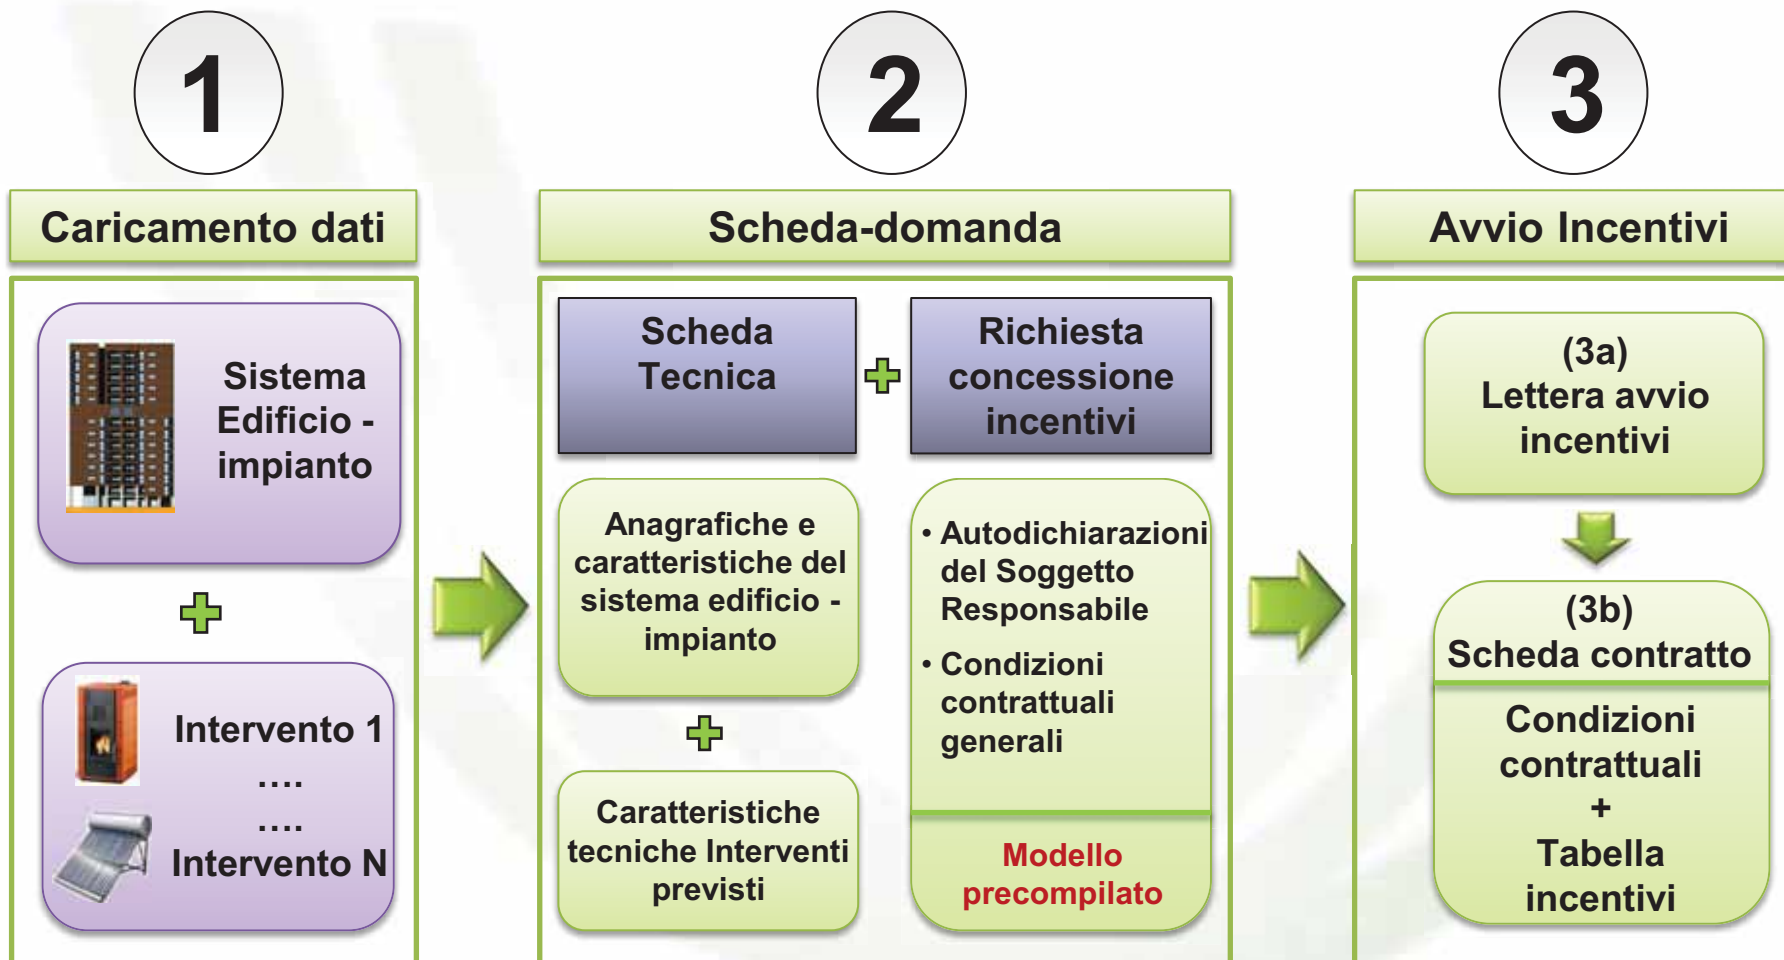 1
Caricamento dati
Sistema
Edificio -
impianto
Intervento 1
....
....
Intervento N
2
Scheda-domanda
Scheda
Tecnica
Anagrafiche e
caratteristiche del
sistema edificio -
impianto
Caratteristiche
tecniche Interventi
previsti
Richiesta
concessione
incentivi
• Autodichiarazioni
del Soggetto
Responsabile
• Condizioni
contrattuali
generali
Modello
precompilato
3
Avvio Incentivi
(3a)
Lettera avvio
incentivi
(3b)
Scheda contratto
Condizioni
contrattuali
+
Tabella
incentivi